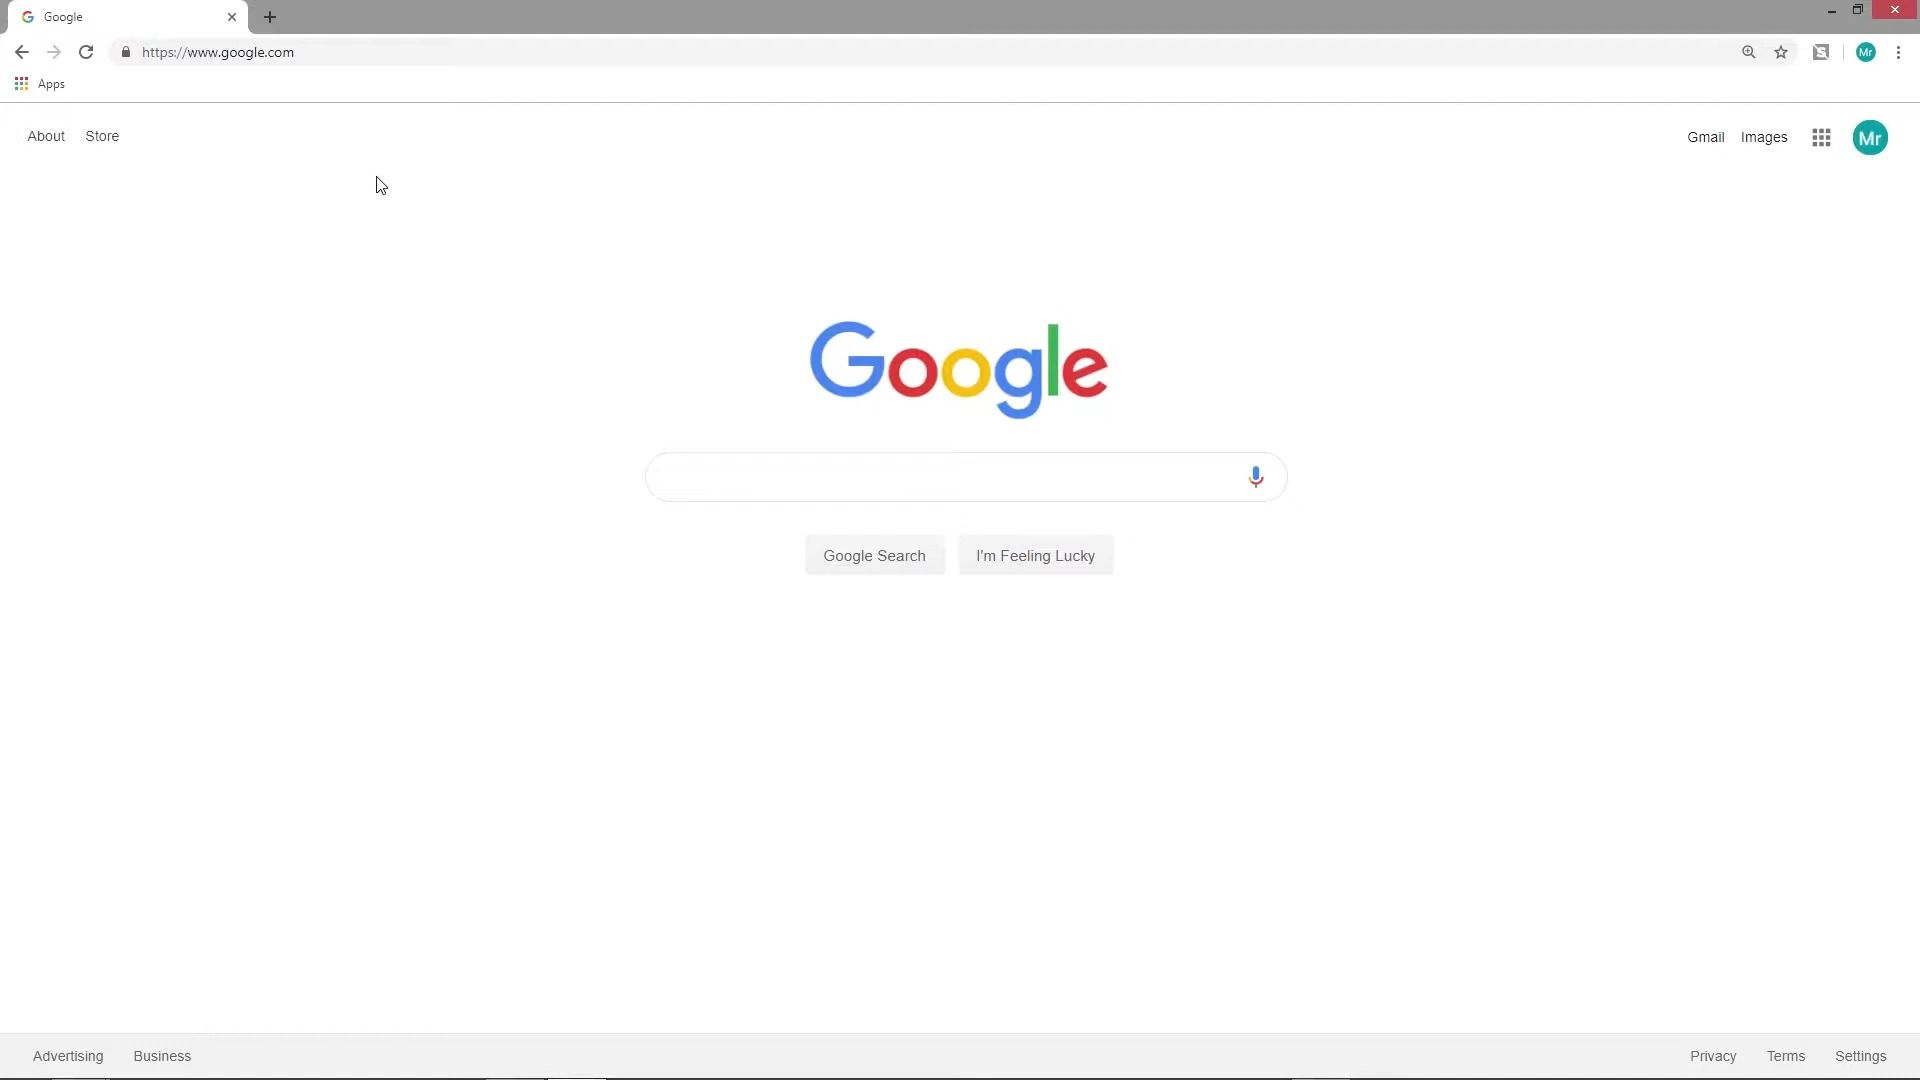 Google
https://www.google.com
Mr
Apps
About Store
Gmail Images
Mr
Google
Google Search
I'm Feeling Lucky
Advertising Business
Privacy Terms Settings